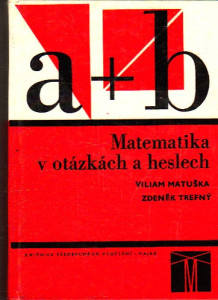 a+b
Matematika
v otázkách a heslech
VILIAM MATUŠKA
ZDENĚK TREFNÝ